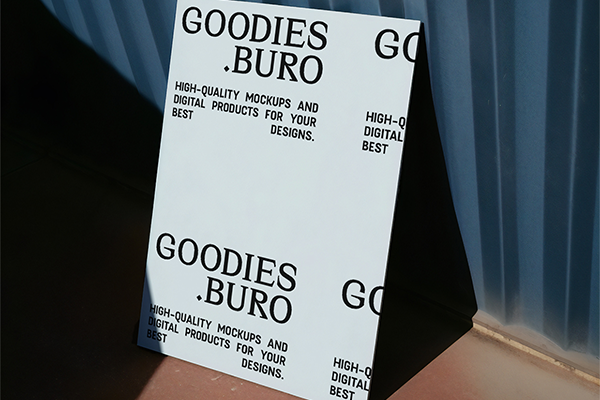 GOODIES
.BURO
HIGH-QUALITY MOCKUPS AND
DIGITAL PRODUCTS FOR YOUR
BEST DESIGNS.
GO
HIGH-Q
DIGITAL
BEST
GOODIES
.BURO
HIGH-QUALITY MOCKUPS AND
DIGITAL PRODUCTS FOR YOUR
BEST DESIGNS.
GO
HIGH-Q
DIGITAL
BEST